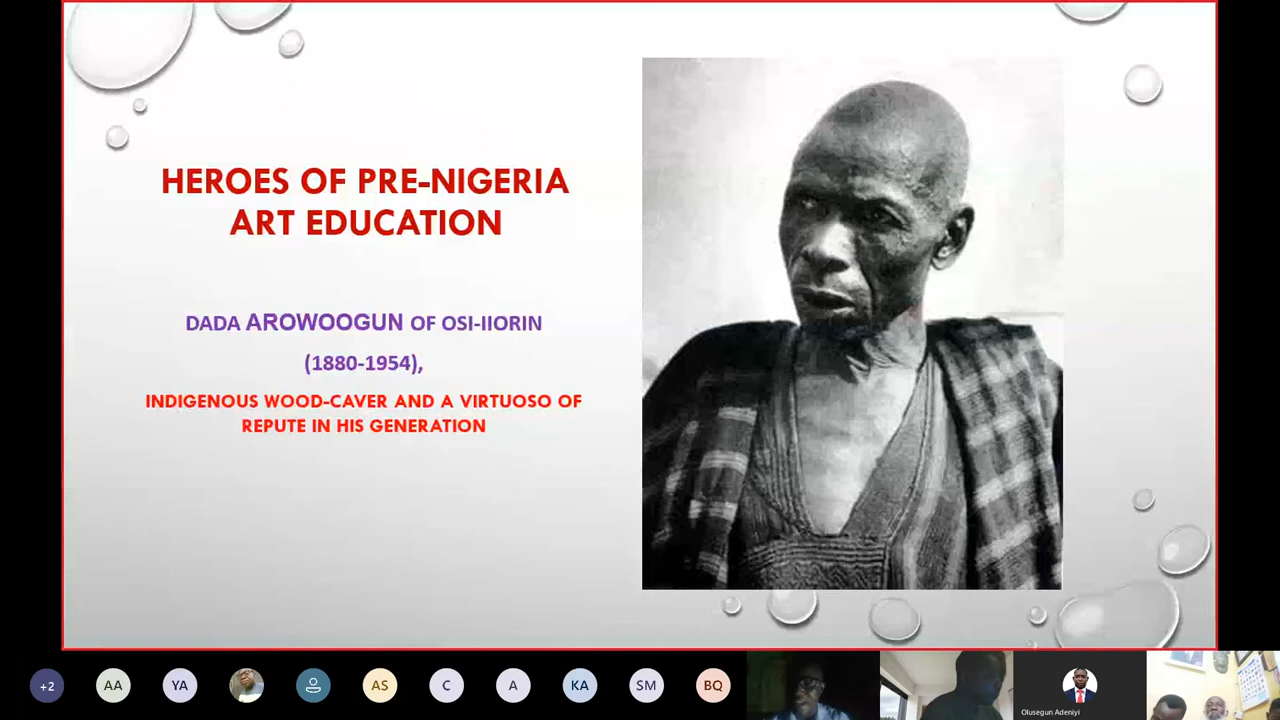 HEROES OF PRE-NIGERIA
ART EDUCATION
DADA AROWOOGUN OF OSI-IIORIN
(1880-1954),
INDIGENOUS WOOD-CAVER AND A VIRTUOSO OF
REPUTE IN HIS GENERATION
+2
AA
YA
AS
C
A
KA
SM
BQ
Olusegun Adeniyi